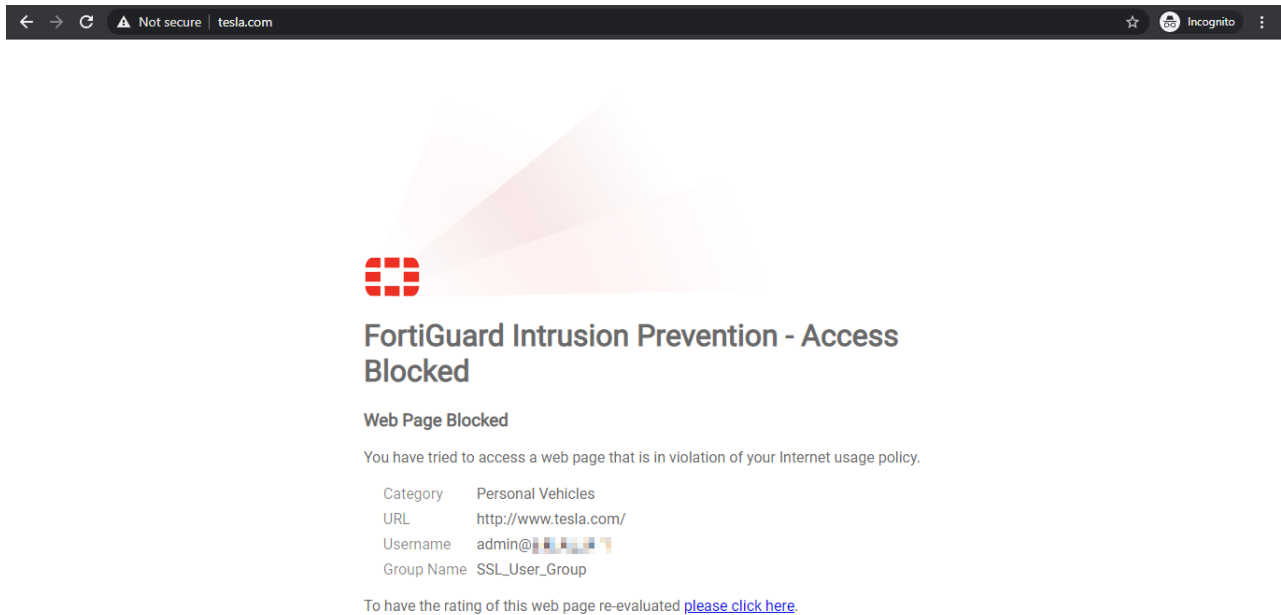 Not secure | tesla.com
Incognito
FortiGuard Intrusion Prevention - Access
Blocked
Web Page Blocked
You have tried to access a web page that is in violation of your Internet usage policy.
Category Personal Vehicles
URL http://www.tesla.com/
Username admin@
Group Name SSL_User_Group
To have the rating of this web page re-evaluated please click here.